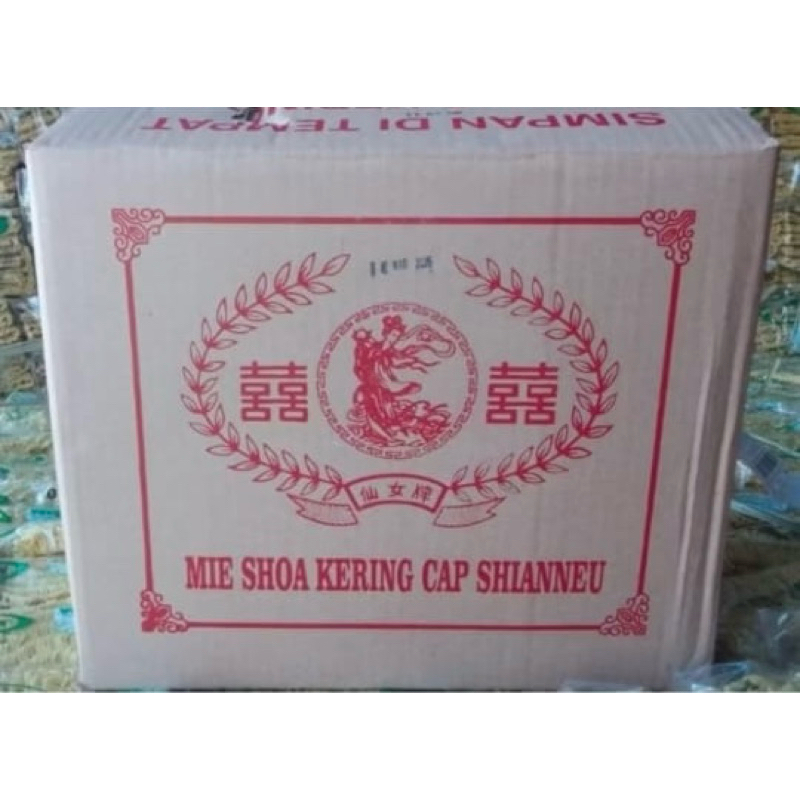 SIMPAN DI TEMPAT
囍 囍
仙女牌
MIE SHOA KERING CAP SHIANNEU